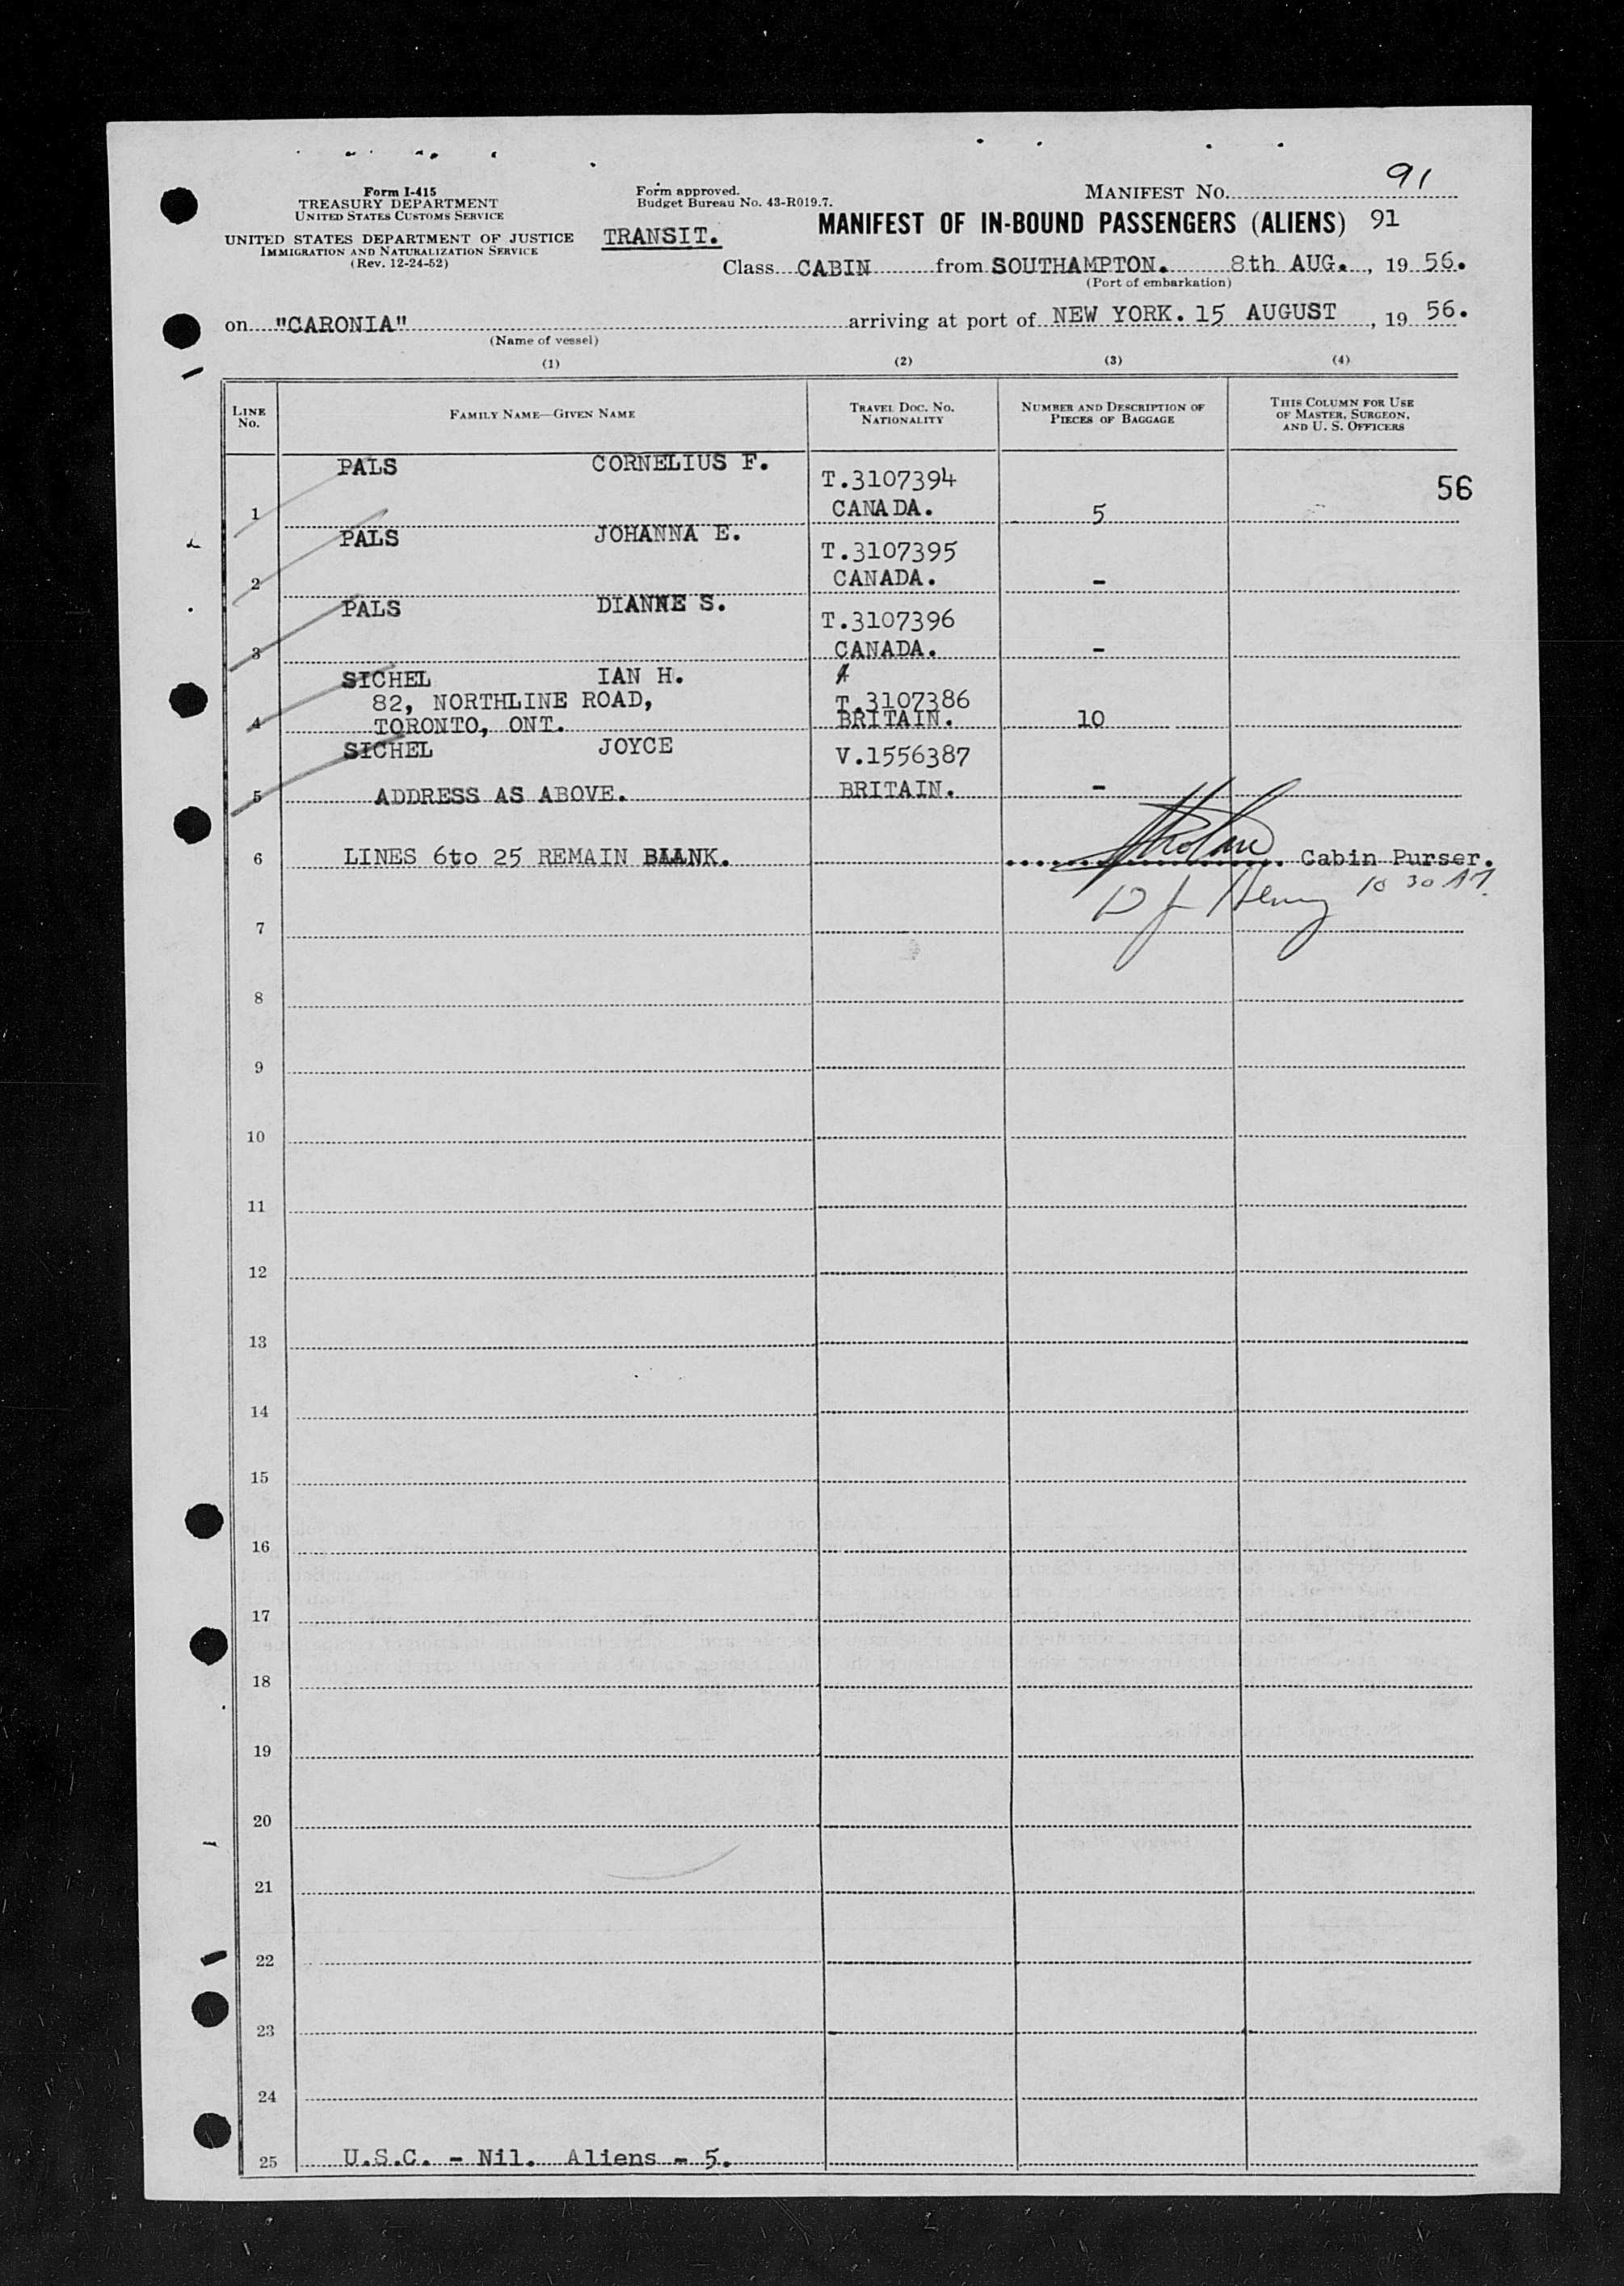 91
Form I-415
TREASURY DEPARTMENT
UNITED STATES CUSTOMS SERVICE
UNITED STATES DEPARTMENT OF JUSTICE
IMMIGRATION AND NATURALIZATION SERVICE
(Rev. 12-24-52)
Form approved.
Budget Bureau No. 43-R019.7.
MANIFEST NO.
TRANSIT.
MANIFEST OF IN-BOUND PASSENGERS (ALIENS) 91
Class CABIN from SOUTHAMPTON. 8th AUG., 19 56.
(Port of embarkation)
on "CARONIA" arriving at port of NEW YORK. 15 AUGUST, 19 56.
(Name of vessel)
(1) (2) (3) (4)
LINE NO. FAMILY NAME—GIVEN NAME TRAVEL DOC. NO. NATIONALITY NUMBER AND DESCRIPTION OF PIECES OF BAGGAGE THIS COLUMN FOR USE OF MASTER, SURGEON, AND U. S. OFFICERS
PALS CORNELIUS F.
T.3107394 56
1 CANADA. 5
PALS JOHANNA E.
T.3107395
2 CANADA. -
PALS DIANNE S.
T.3107396
3 CANADA. -
SICHEL IAN H.
82, NORTHLINE ROAD, T.3107386
4 TORONTO, ONT. BRITAIN. 10
SICHEL JOYCE V.1556387
5 ADDRESS AS ABOVE. BRITAIN. -
6 LINES 6to 25 REMAIN BLANK. Cabin Purser.
D J Henry 10 30 AM
7
8
9
10
11
12
13
14
15
16
17
18
19
20
21
22
23
24
25 U.S.C. - Nil. Aliens - 5.